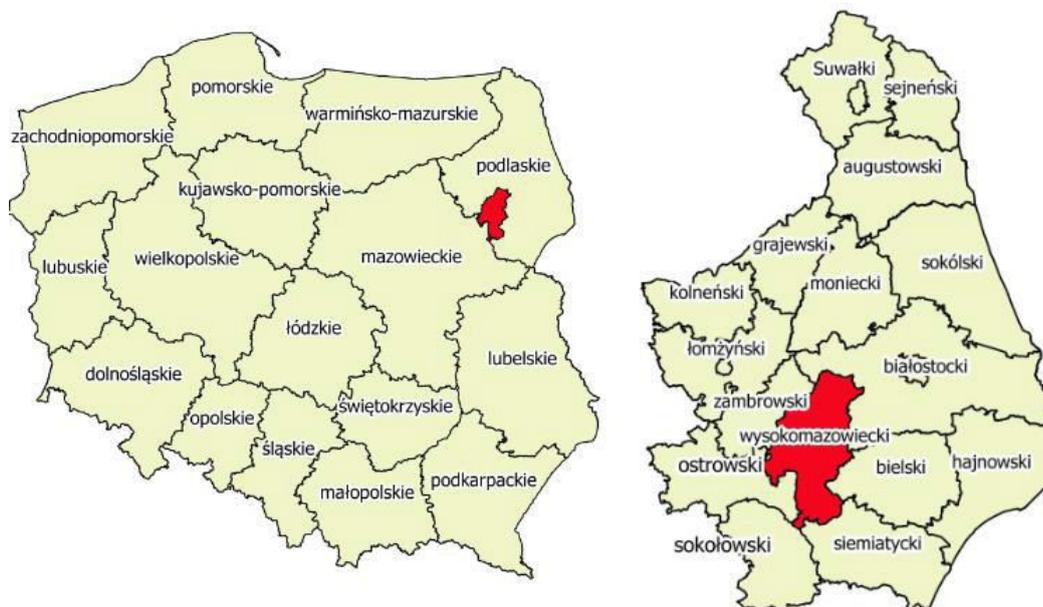 pomorskie
warmińsko-mazurskie
zachodniopomorskie
podlaskie
kujawsko-pomorskie
mazowieckie
wielkopolskie
lubuskie
łódzkie
lubelskie
dolnośląskie
opolskie
świętokrzyskie
śląskie
małopolskie
podkarpackie
Suwałki
sejneński
augustowski
grajewski
sokólski
moniecki
kolneński
łomżyński
białostocki
zambrowski
wysokomazowiecki
ostrowski
bielski
hajnowski
sokołowski
siemiatycki